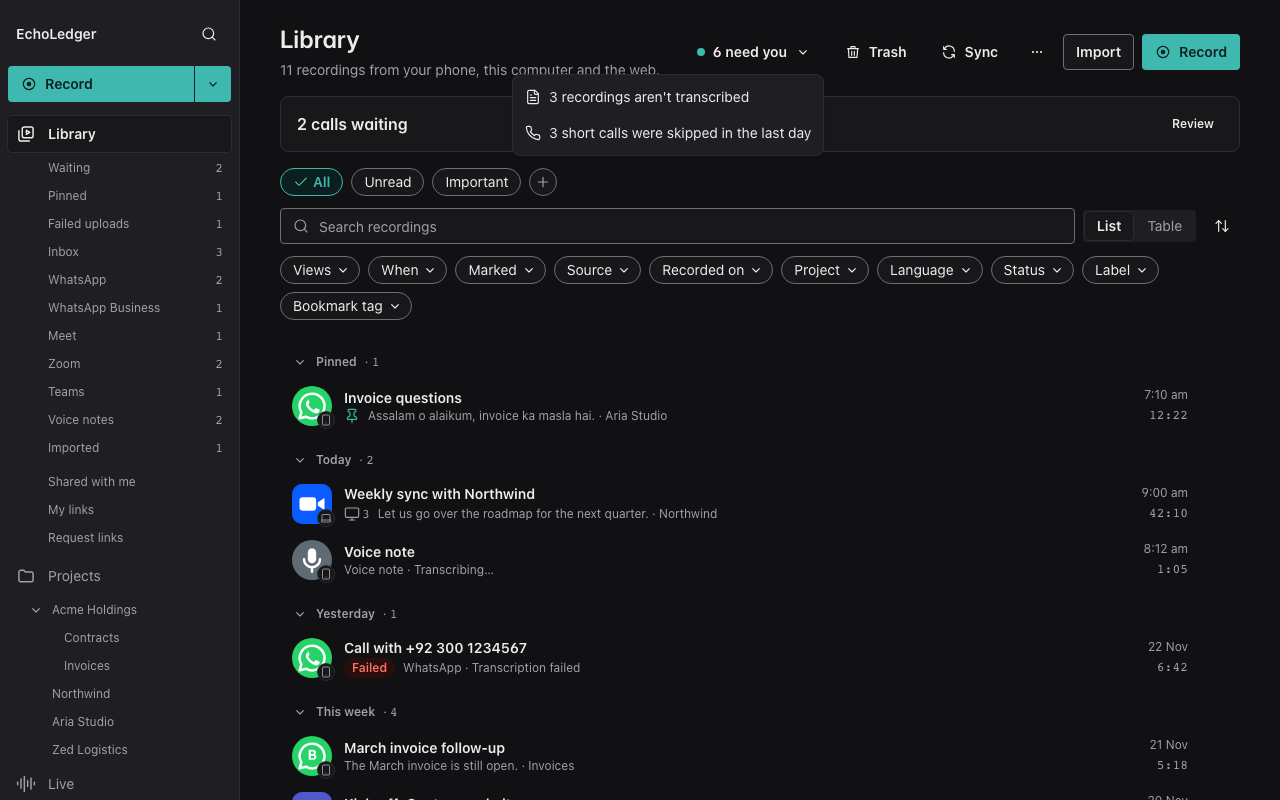 EchoLedger
Record
Library
Waiting 2
Pinned 1
Failed uploads 1
Inbox 3
WhatsApp 2
WhatsApp Business 1
Meet 1
Zoom 2
Teams 1
Voice notes 2
Imported 1
Shared with me
My links
Request links
Projects
Acme Holdings
Contracts
Invoices
Northwind
Aria Studio
Zed Logistics
Live
Library
11 recordings from your phone, this computer and the web.
6 need you
Trash
Sync
Import
Record
3 recordings aren't transcribed
3 short calls were skipped in the last day
2 calls waiting
Review
All Unread Important
Search recordings
List Table
Views When Marked Source Recorded on Project Language Status Label
Bookmark tag
Pinned · 1
Invoice questions 7:10 am
Assalam o alaikum, invoice ka masla hai. · Aria Studio 12:22
Today · 2
Weekly sync with Northwind 9:00 am
3 Let us go over the roadmap for the next quarter. · Northwind 42:10
Voice note 8:12 am
Voice note · Transcribing... 1:05
Yesterday · 1
Call with +92 300 1234567 22 Nov
Failed WhatsApp · Transcription failed 6:42
This week · 4
March invoice follow-up 21 Nov
The March invoice is still open. · Invoices 5:18